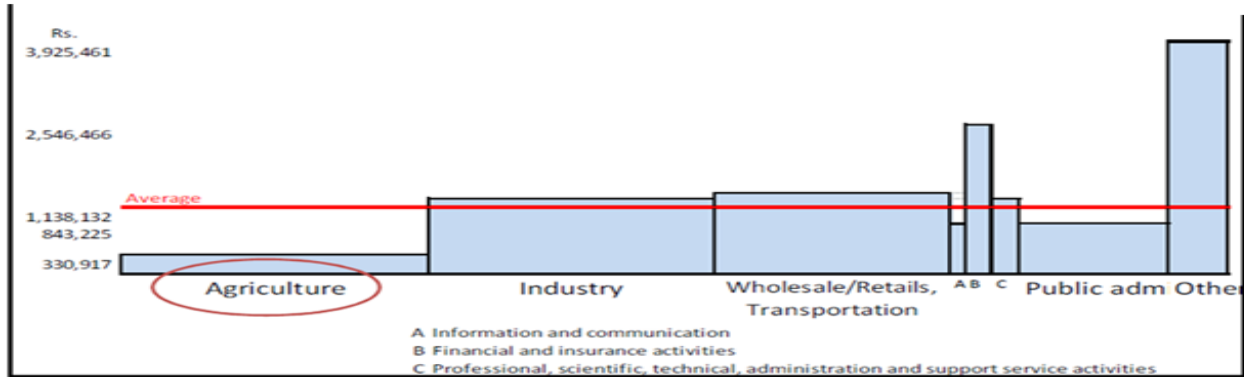 Rs.
3,925,461
2,546,466
Average
1,138,132
843,225
330,917
Agriculture
Industry
Wholesale/Retails,
Transportation
A B C
Public adm Other
A Information and communication
B Financial and insurance activities
C Professional, scientific, technical, administration and support service activities